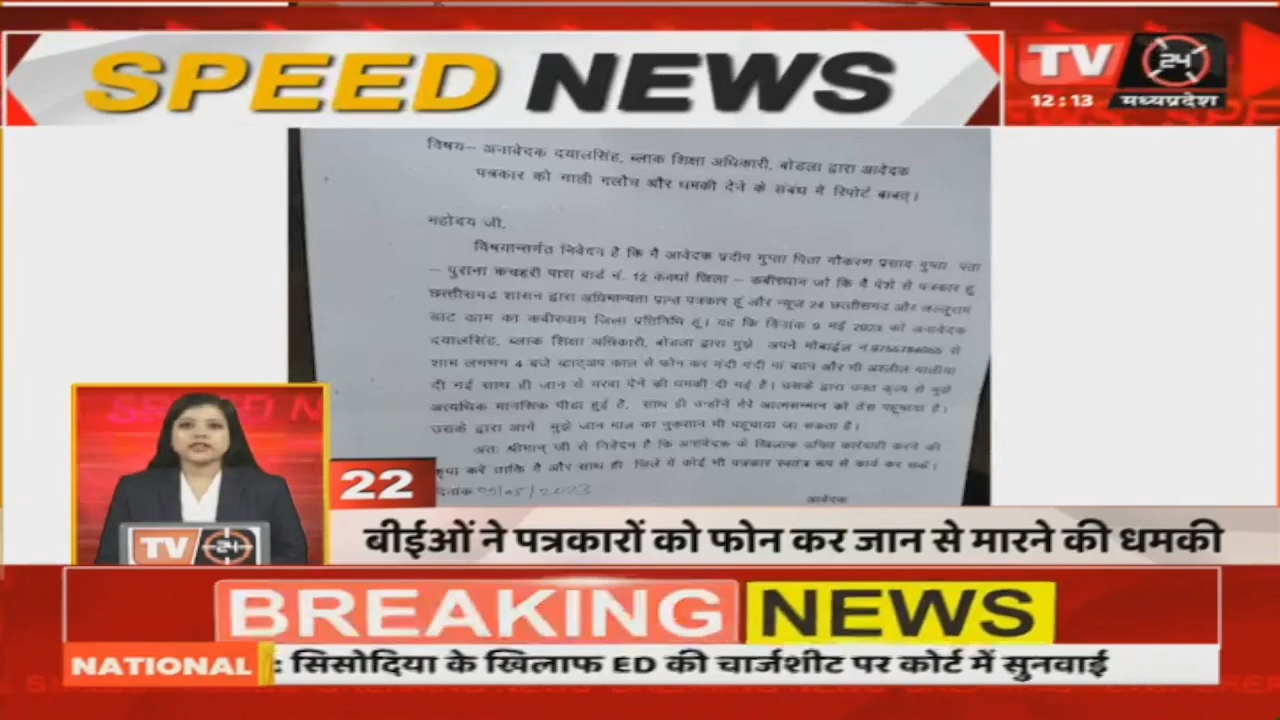 SPEED NEWS
TV 24
12:13 मध्यप्रदेश
विषय– अनावेदक दयालसिंह, ब्लाक शिक्षा अधिकारी, बोडला द्वारा आवेदक
पत्रकार को गाली गलौच और धमकी देने के संबंध में रिपोर्ट बाबत्।
महोदय जी,
विषयान्तर्गत निवेदन है कि मै आवेदक प्रदीप गुप्ता पिता गौकरण प्रसाद गुप्ता पता
– पुराना कचहरी पारा वार्ड नं. 12 कवर्धा जिला – कबीरधाम जो कि मै पेशे से पत्रकार हूं
छत्तीसगढ शासन द्वारा अधिमान्यता प्राप्त पत्रकार हूं और न्यूज 24 छत्तीसगढ और
डाट काम का कबीरधाम जिला प्रतिनिधि हूं। यह कि दिनांक 9 मई 2023 को अनावेदक
दयालसिंह, ब्लाक शिक्षा अधिकारी, बोडला द्वारा मुझे अपने मोबाईल नं. से
शाम लगभग 4 बजे व्हाट्अप काल से फोन कर गंदी गंदी मां बहन और भी अश्लील गालीया
दी गई साथ ही जान से मरवा देने की धमकी दी गई है। उसके द्वारा उक्त कृत्य से मुझे
अत्यधिक मानसिक पीडा हुई है, साथ ही उन्होंने मेरे आत्मसम्मान को ठेस पहूचाया है।
उसके द्वारा आगे मुझे जान माल का नुकसान भी पहूचाया जा सकता है।
अतः श्रीमान् जी से निवेदन है कि अनावेदक के खिलाफ उचित कार्यवाही करने की
कृपा करें ताकि मै और साथ ही जिले में कोई भी पत्रकार स्वतंत्र रूप से कार्य कर सकें।
दिनांक 09/05/2023
आवेदक
SPEED N
TV 24
22
बीईओं ने पत्रकारों को फोन कर जान से मारने की धमकी
BREAKING NEWS
NATIONAL : सिसोदिया के खिलाफ ED की चार्जशीट पर कोर्ट में सुनवाई